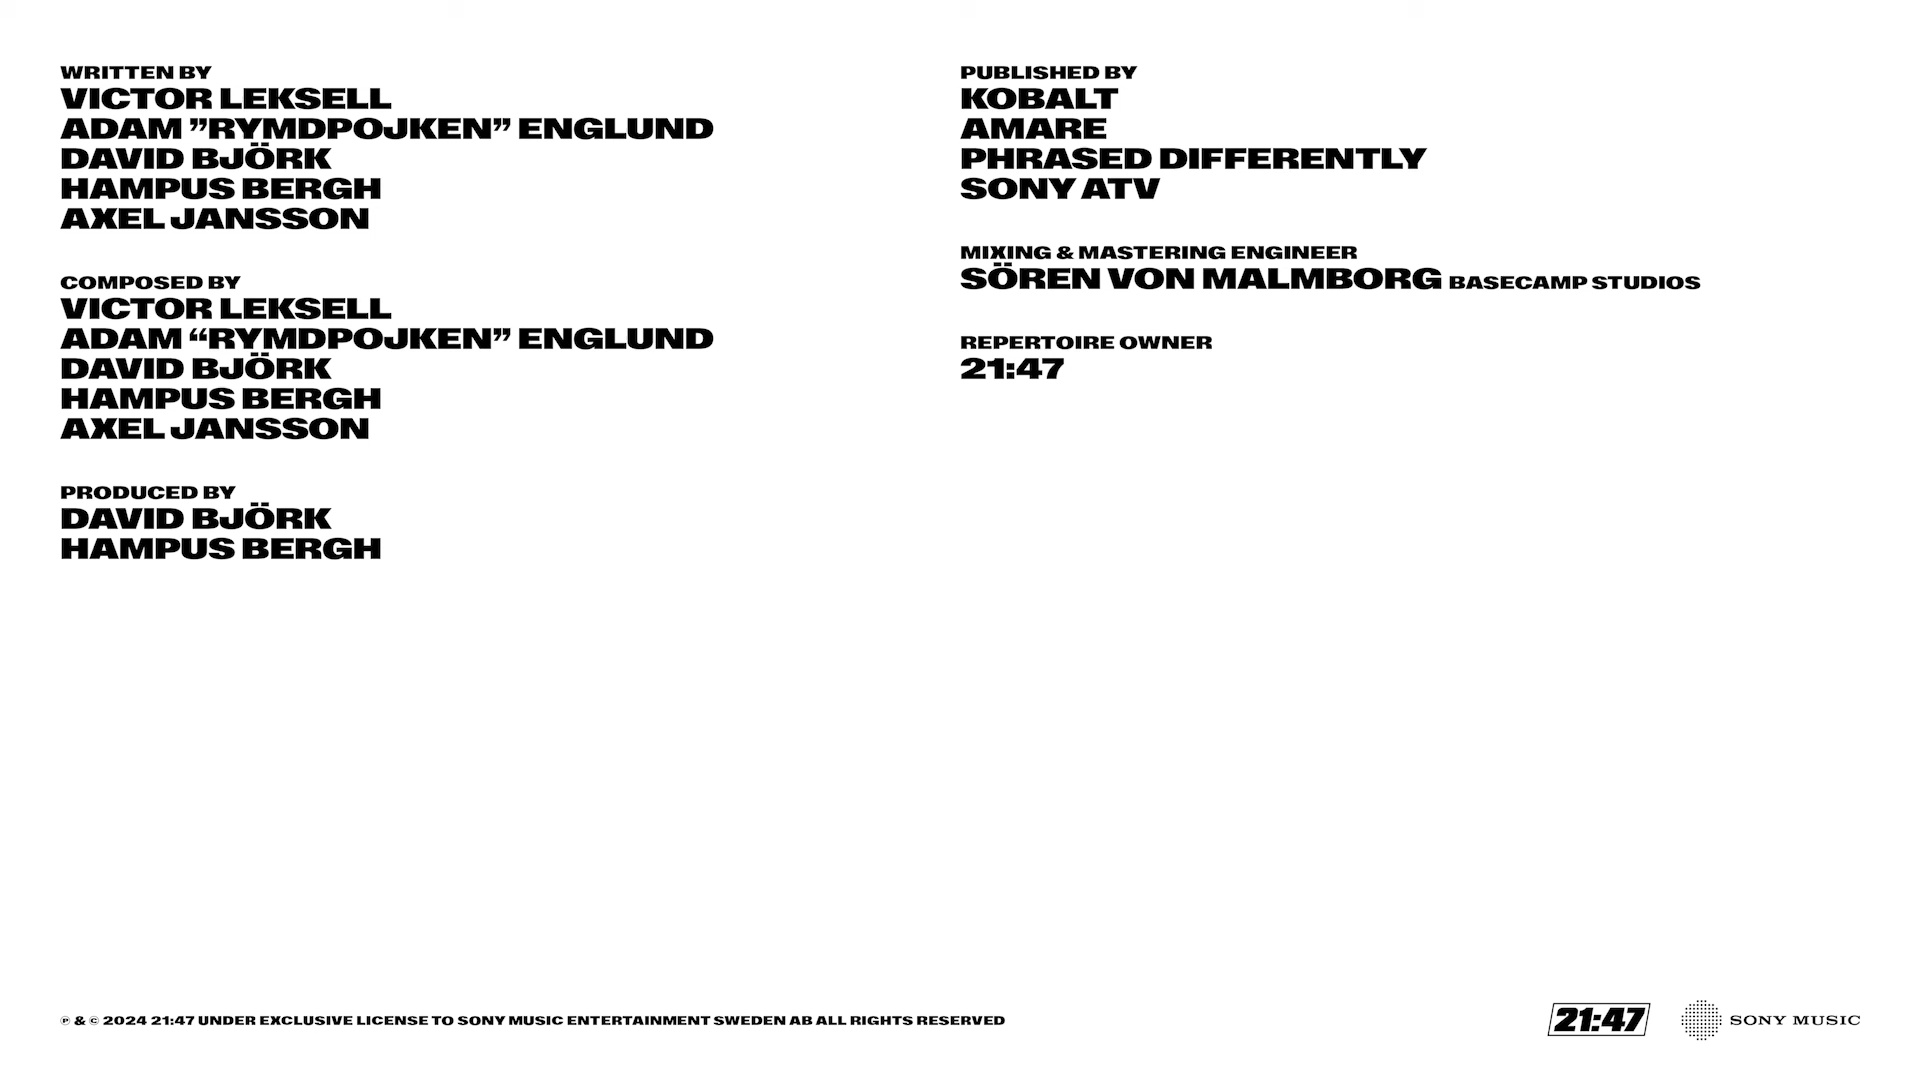 WRITTEN BY
VICTOR LEKSELL
ADAM ”RYMDPOJKEN” ENGLUND
DAVID BJÖRK
HAMPUS BERGH
AXEL JANSSON
COMPOSED BY
VICTOR LEKSELL
ADAM “RYMDPOJKEN” ENGLUND
DAVID BJÖRK
HAMPUS BERGH
AXEL JANSSON
PRODUCED BY
DAVID BJÖRK
HAMPUS BERGH
PUBLISHED BY
KOBALT
AMARE
PHRASED DIFFERENTLY
SONY ATV
MIXING & MASTERING ENGINEER
SÖREN VON MALMBORG BASECAMP STUDIOS
REPERTOIRE OWNER
21:47
℗ & © 2024 21:47 UNDER EXCLUSIVE LICENSE TO SONY MUSIC ENTERTAINMENT SWEDEN AB ALL RIGHTS RESERVED
21:47
SONY MUSIC